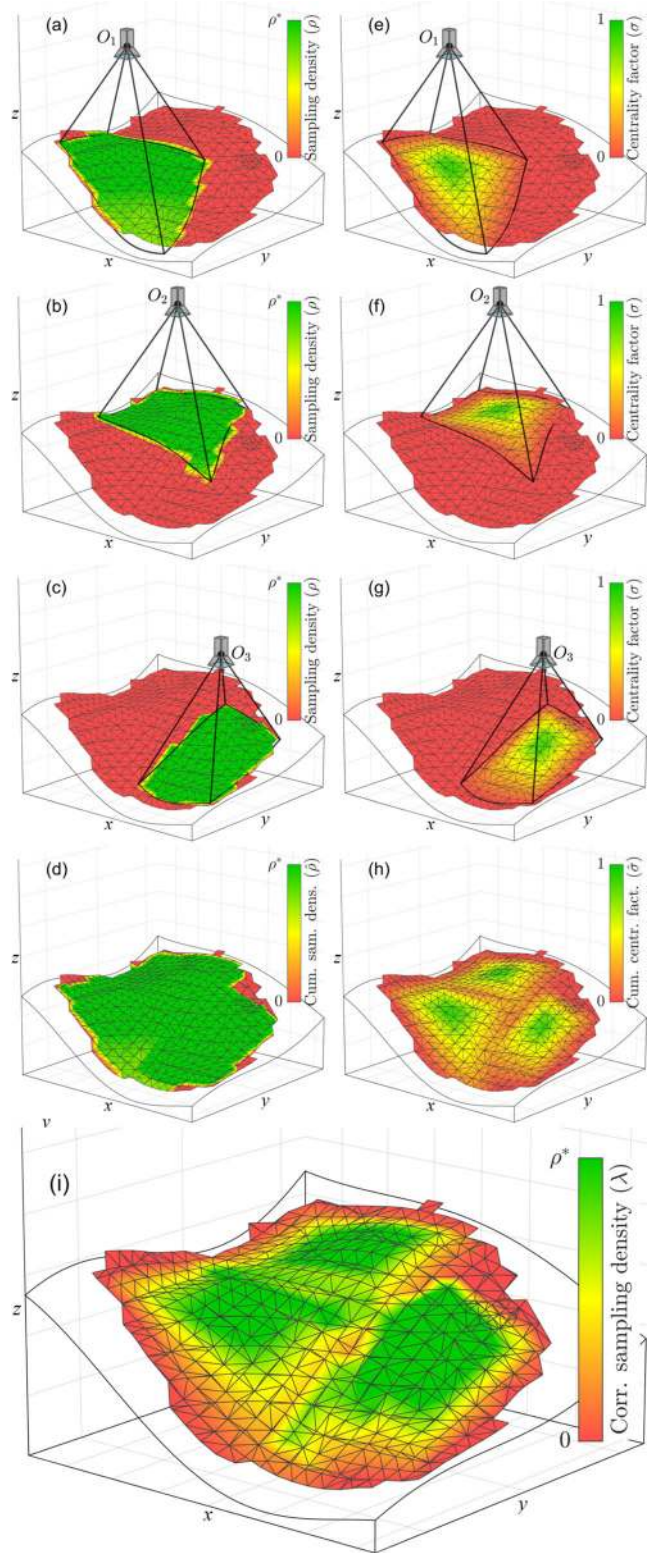 (a)
O1
ρ*
Sampling density (ρ)
0
z
x
y
(e)
O1
1
Centrality factor (σ)
0
z
x
y
(b)
O2
ρ*
Sampling density (ρ)
0
z
x
y
(f)
O2
1
Centrality factor (σ)
0
z
x
y
(c)
O3
ρ*
Sampling density (ρ)
0
z
x
y
(g)
O3
1
Centrality factor (σ)
0
z
x
y
(d)
ρ*
Cum. sam. dens. (ρ̂)
0
z
x
y
(h)
1
Cum. centr. fact. (σ̂)
0
z
x
y
(i)
ρ*
Corr. sampling density (λ)
0
z
x
y